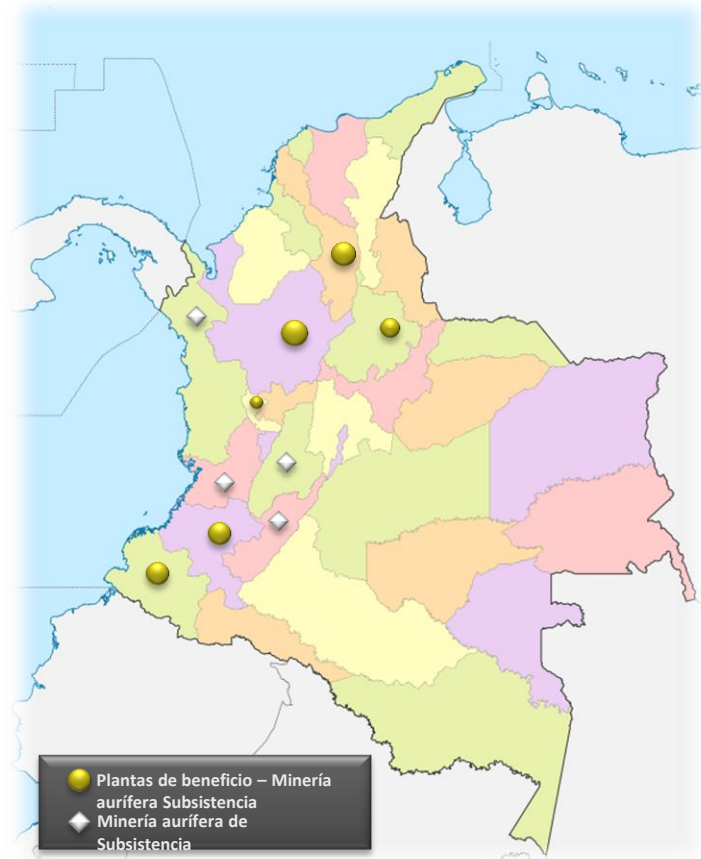 Plantas de beneficio – Minería
aurífera Subsistencia
Minería aurífera de
Subsistencia